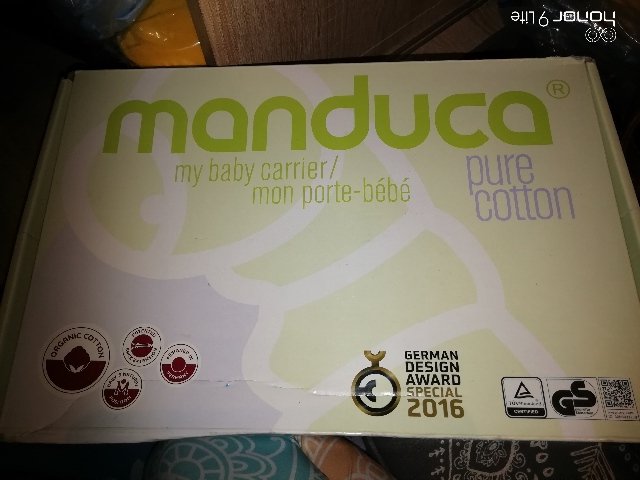 honor 9 Lite
manduca®
my baby carrier/
mon porte-bébé
pure
cotton
ORGANIC COTTON
GERMAN
DESIGN
AWARD
SPECIAL
2016
CERTIFIED
GS